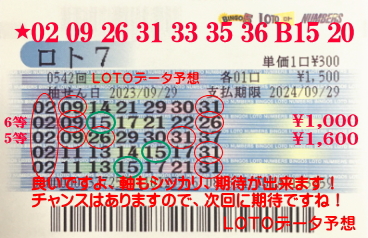 ★02 09 26 31 33 35 36 B15 20
BINGO5 LOTO ロト NUMBERS
ロト7 単価1口¥300
0542回 LOTOデータ予想 各01口 ¥1,500
抽せん日 2023/09/29 支払期限 2024/09/29
02 09 14 21 29 30 31
6等 02 09 15 17 21 22 26 ¥1,000
5等 02 09 26 29 30 31 37 ¥1,600
02 11 13 14 15 17 31
02 11 13 15 17 31
良いですよ、軸もシッカリ、期待が出来ます！
チャンスはありますので、次回に期待ですね！
LOTOデータ予想